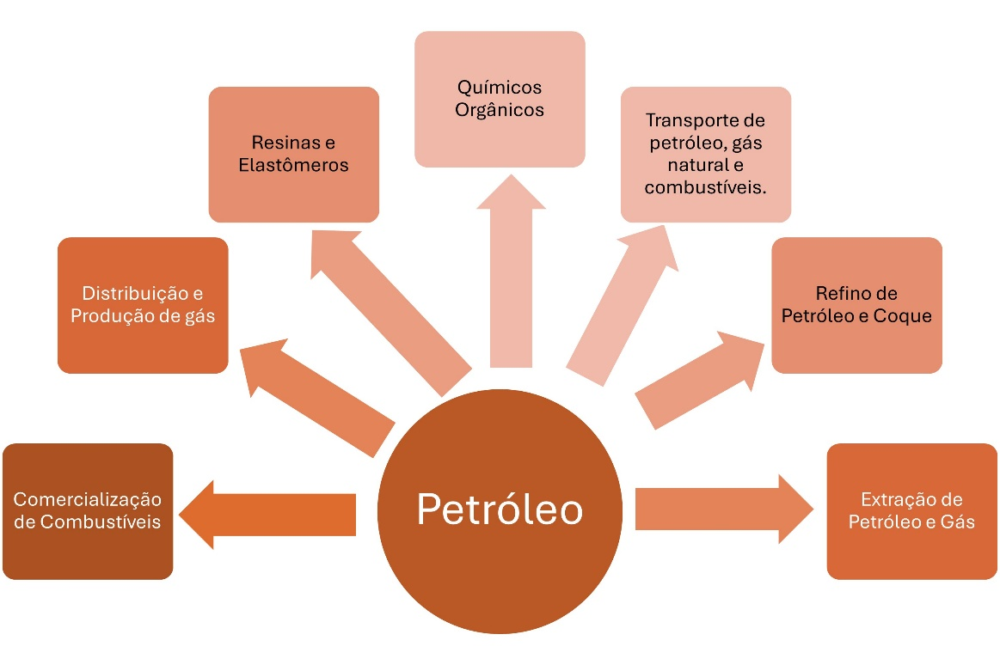 Químicos
Orgânicos
Resinas e
Elastômeros
Transporte de
petróleo, gás
natural e
combustíveis.
Distribuição e
Produção de gás
Refino de
Petróleo e Coque
Comercialização
de Combustíveis
Petróleo
Extração de
Petróleo e Gás